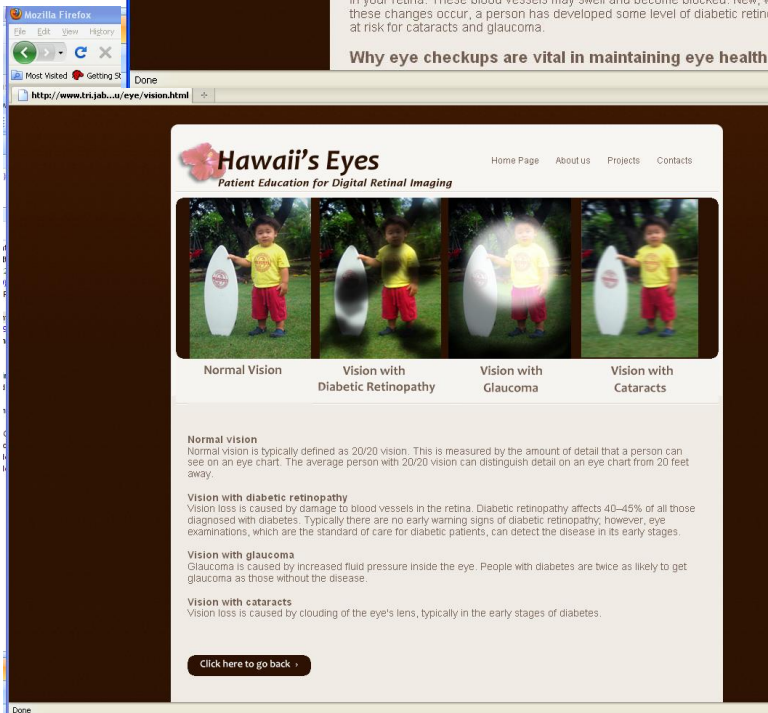 in your retina. These blood vessels may swell and become blocked. New, w
these changes occur, a person has developed some level of diabetic retin
at risk for cataracts and glaucoma.
Why eye checkups are vital in maintaining eye health
Mozilla Firefox
File Edit View History
Most Visited Getting St
Done
http://www.tri.jab...u/eye/vision.html
Hawaii's Eyes
Patient Education for Digital Retinal Imaging
Home Page About us Projects Contacts
Normal Vision
Vision with
Diabetic Retinopathy
Vision with
Glaucoma
Vision with
Cataracts
Normal vision
Normal vision is typically defined as 20/20 vision. This is measured by the amount of detail that a person can
see on an eye chart. The average person with 20/20 vision can distinguish detail on an eye chart from 20 feet
away.
Vision with diabetic retinopathy
Vision loss is caused by damage to blood vessels in the retina. Diabetic retinopathy affects 40–45% of all those
diagnosed with diabetes. Typically there are no early warning signs of diabetic retinopathy; however, eye
examinations, which are the standard of care for diabetic patients, can detect the disease in its early stages.
Vision with glaucoma
Glaucoma is caused by increased fluid pressure inside the eye. People with diabetes are twice as likely to get
glaucoma as those without the disease.
Vision with cataracts
Vision loss is caused by clouding of the eye's lens, typically in the early stages of diabetes.
Click here to go back ›
Done